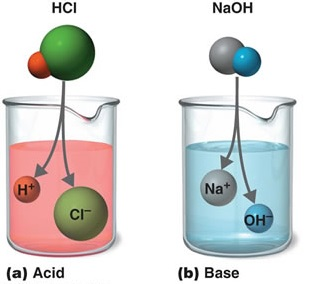 HCl
NaOH
H⁺
Cl⁻
Na⁺
OH⁻
(a) Acid
(b) Base